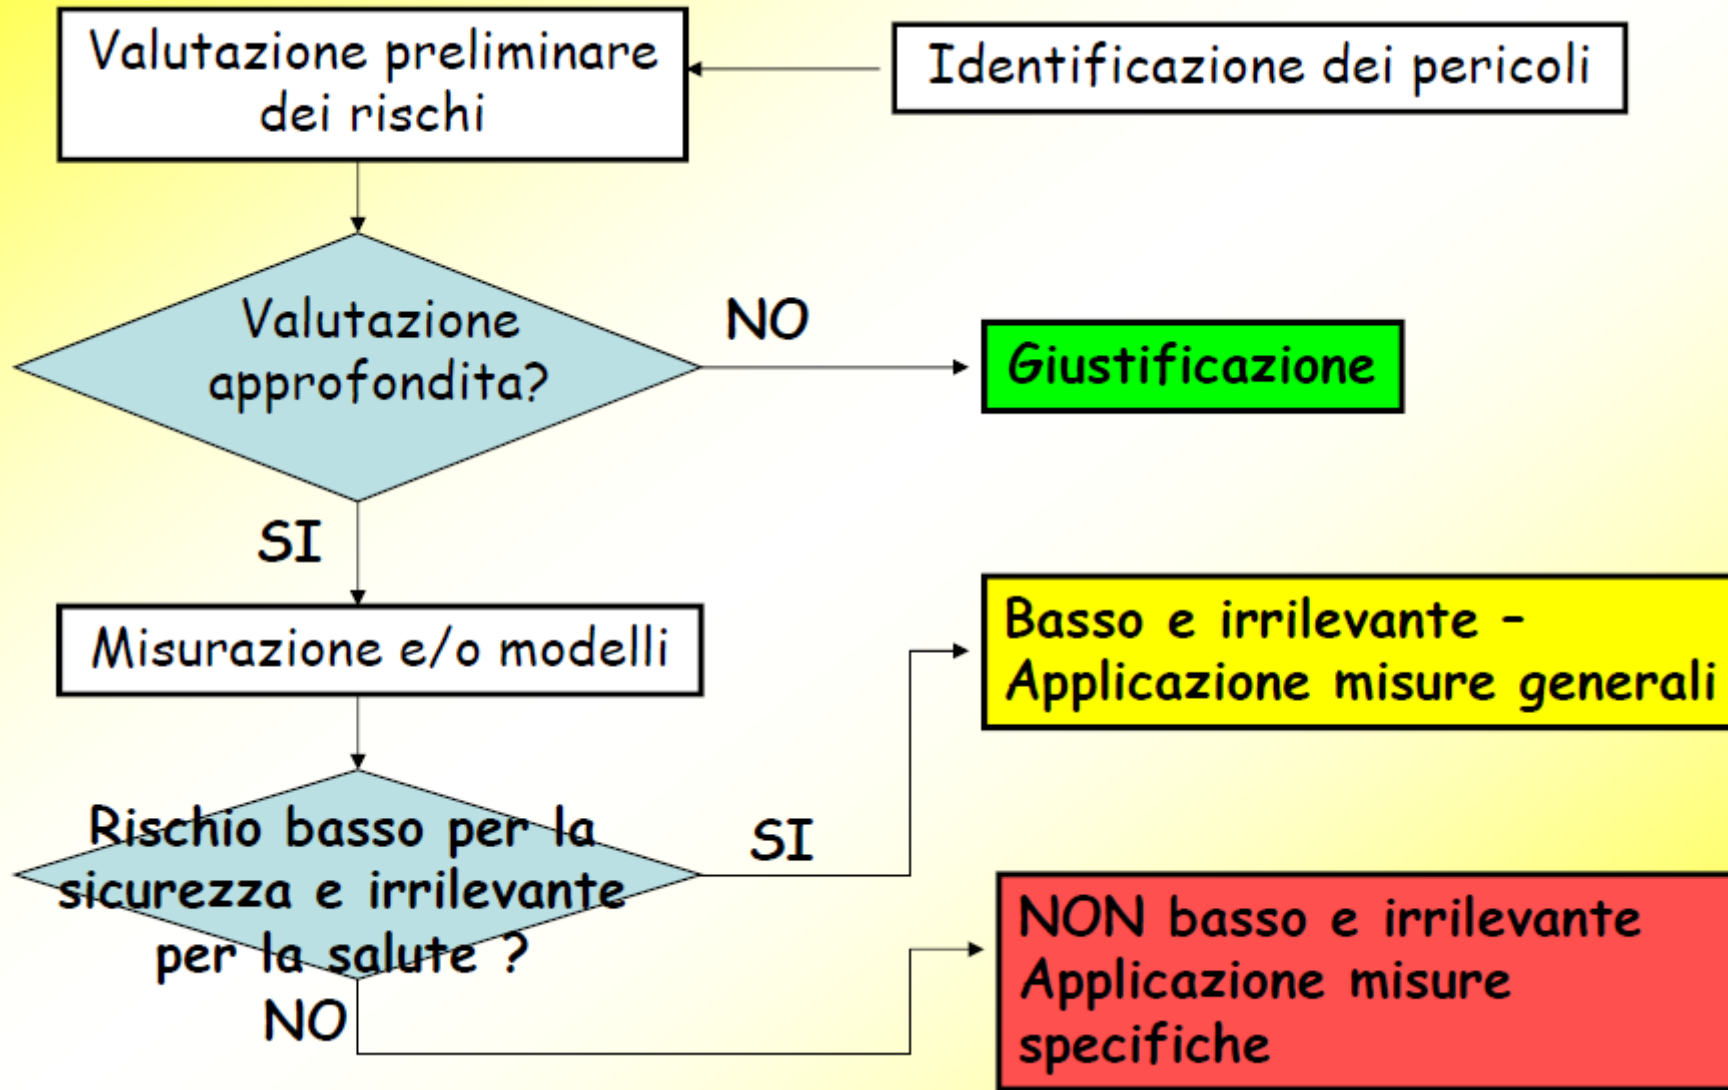 Valutazione preliminare
dei rischi
Identificazione dei pericoli
Valutazione
approfondita?
NO
Giustificazione
SI
Misurazione e/o modelli
Basso e irrilevante –
Applicazione misure generali
Rischio basso per la
sicurezza e irrilevante
per la salute ?
SI
NO
NON basso e irrilevante
Applicazione misure
specifiche